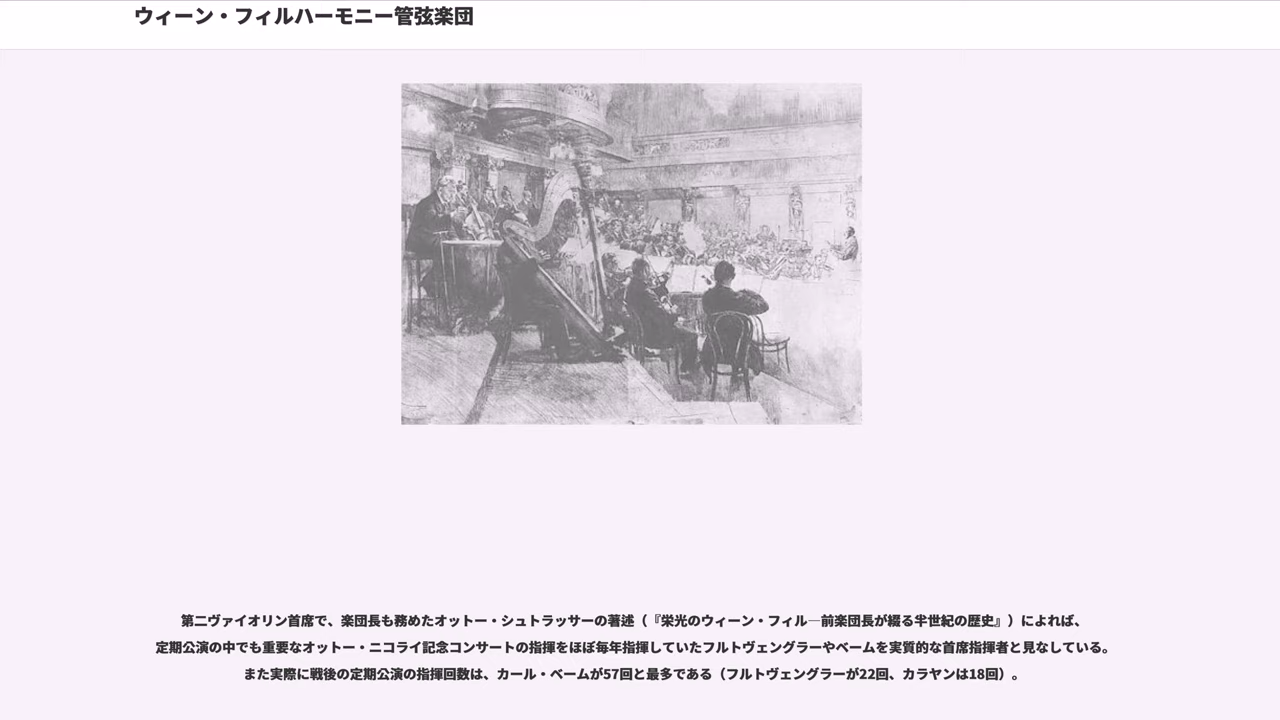 ウィーン・フィルハーモニー管弦楽団
第二ヴァイオリン首席で、楽団長も務めたオットー・シュトラッサーの著述（『栄光のウィーン・フィル―前楽団長が綴る半世紀の歴史』）によれば、
定期公演の中でも重要なオットー・ニコライ記念コンサートの指揮をほぼ毎年指揮していたフルトヴェングラーやベームを実質的な首席指揮者と見なしている。
また実際に戦後の定期公演の指揮回数は、カール・ベームが57回と最多である（フルトヴェングラーが22回、カラヤンは18回）。